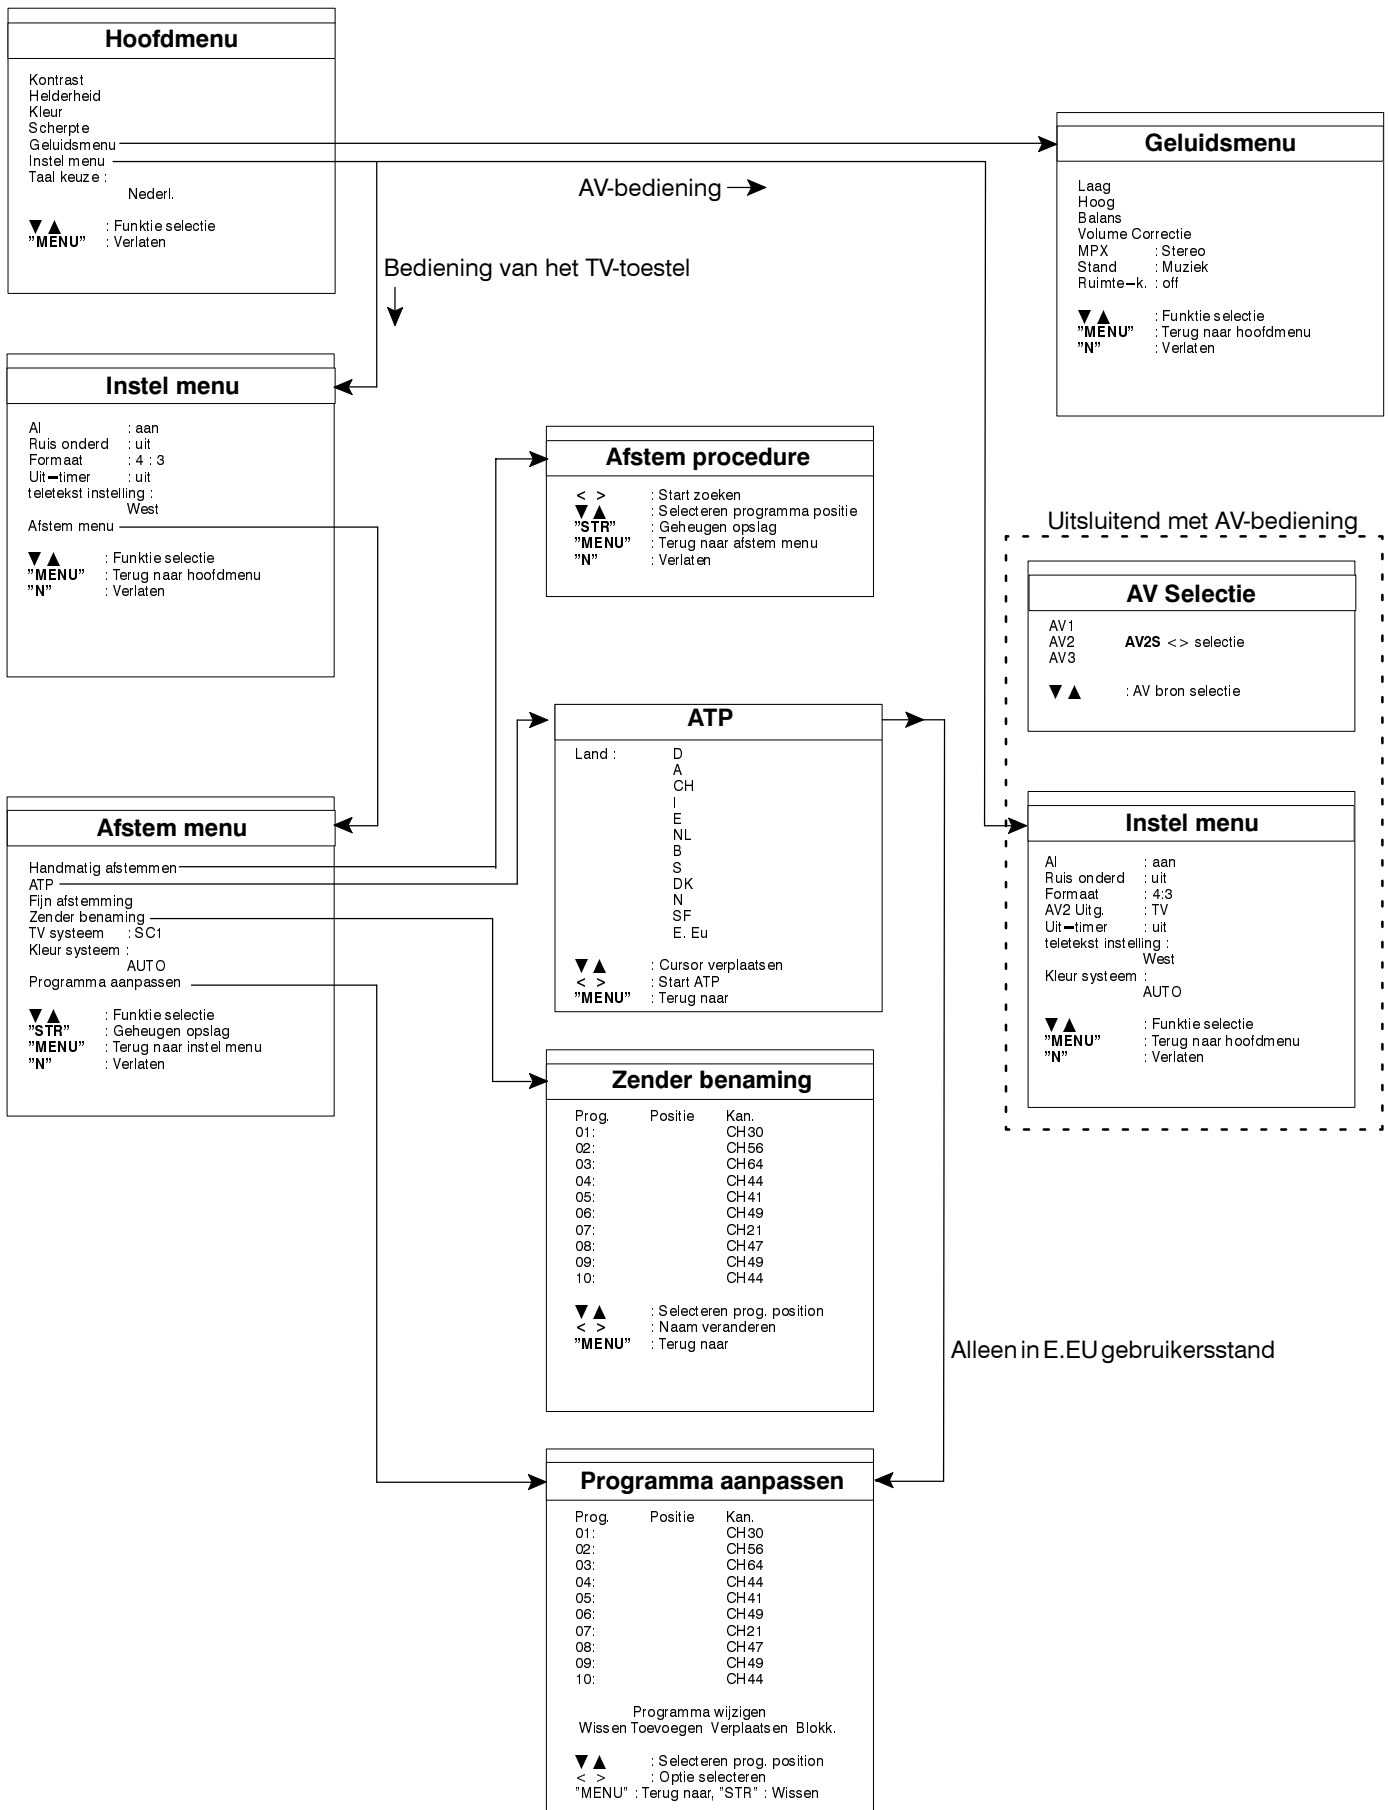 Hoofdmenu
Kontrast
Helderheid
Kleur
Scherpte
Geluidsmenu
Instel menu
Taal keuze :
Nederl.
▼ ▲ : Funktie selectie
"MENU" : Verlaten
AV-bediening
Bediening van het TV-toestel
Geluidsmenu
Laag
Hoog
Balans
Volume Correctie
MPX : Stereo
Stand : Muziek
Ruimte–k. : off
▼ ▲ : Funktie selectie
"MENU" : Terug naar hoofdmenu
"N" : Verlaten
Instel menu
AI : aan
Ruis onderd : uit
Formaat : 4 : 3
Uit–timer : uit
teletekst instelling :
West
Afstem menu
▼ ▲ : Funktie selectie
"MENU" : Terug naar hoofdmenu
"N" : Verlaten
Afstem procedure
< > : Start zoeken
▼ ▲ : Selecteren programma positie
"STR" : Geheugen opslag
"MENU" : Terug naar afstem menu
"N" : Verlaten
Uitsluitend met AV-bediening
AV Selectie
AV1
AV2 AV2S <> selectie
AV3
▼ ▲ : AV bron selectie
ATP
Land : D
A
CH
I
E
NL
B
S
DK
N
SF
E. Eu
▼ ▲ : Cursor verplaatsen
< > : Start ATP
"MENU" : Terug naar
Instel menu
AI : aan
Ruis onderd : uit
Formaat : 4:3
AV2 Uitg. : TV
Uit–timer : uit
teletekst instelling :
West
Kleur systeem :
AUTO
▼ ▲ : Funktie selectie
"MENU" : Terug naar hoofdmenu
"N" : Verlaten
Afstem menu
Handmatig afstemmen
ATP
Fijn afstemming
Zender benaming
TV systeem : SC1
Kleur systeem :
AUTO
Programma aanpassen
▼ ▲ : Funktie selectie
"STR" : Geheugen opslag
"MENU" : Terug naar instel menu
"N" : Verlaten
Zender benaming
Prog. Positie Kan.
01: CH30
02: CH56
03: CH64
04: CH44
05: CH41
06: CH49
07: CH21
08: CH47
09: CH49
10: CH44
▼ ▲ : Selecteren prog. position
< > : Naam veranderen
"MENU" : Terug naar
Alleen in E.EU gebruikersstand
Programma aanpassen
Prog. Positie Kan.
01: CH30
02: CH56
03: CH64
04: CH44
05: CH41
06: CH49
07: CH21
08: CH47
09: CH49
10: CH44
Programma wijzigen
Wissen Toevoegen Verplaatsen Blokk.
▼ ▲ : Selecteren prog. position
< > : Optie selecteren
"MENU" : Terug naar, "STR" : Wissen